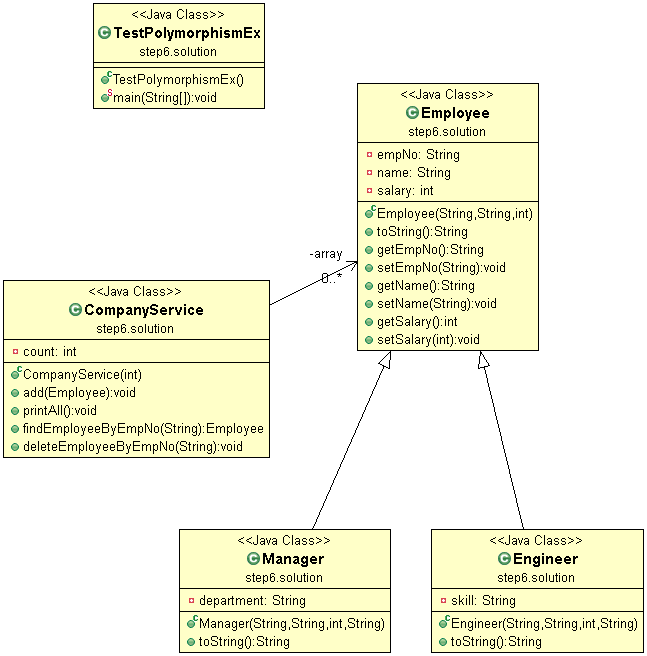 <<Java Class>>
TestPolymorphismEx
step6.solution
TestPolymorphismEx()
main(String[]):void
<<Java Class>>
Employee
step6.solution
empNo: String
name: String
salary: int
Employee(String,String,int)
toString():String
getEmpNo():String
setEmpNo(String):void
getName():String
setName(String):void
getSalary():int
setSalary(int):void
-array
0..*
<<Java Class>>
CompanyService
step6.solution
count: int
CompanyService(int)
add(Employee):void
printAll():void
findEmployeeByEmpNo(String):Employee
deleteEmployeeByEmpNo(String):void
<<Java Class>>
Manager
step6.solution
department: String
Manager(String,String,int,String)
toString():String
<<Java Class>>
Engineer
step6.solution
skill: String
Engineer(String,String,int,String)
toString():String